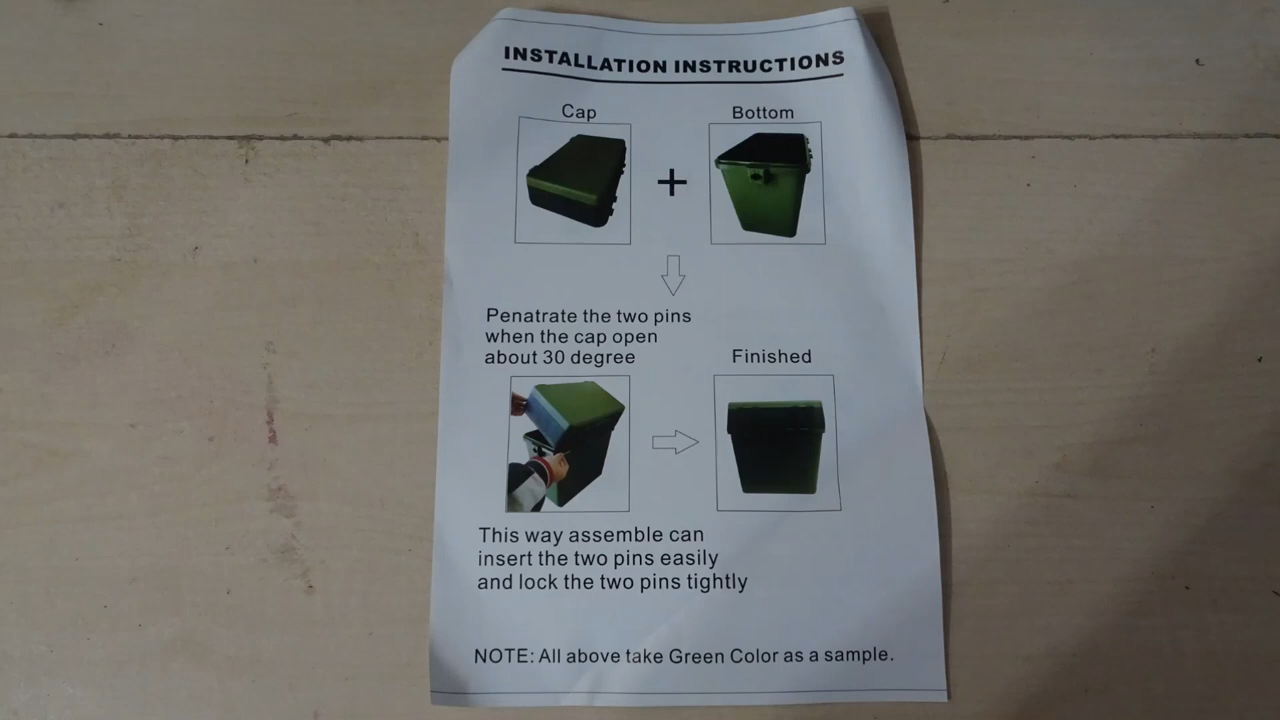 INSTALLATION INSTRUCTIONS
Cap
Bottom
+
Penatrate the two pins
when the cap open
about 30 degree
Finished
This way assemble can
insert the two pins easily
and lock the two pins tightly
NOTE: All above take Green Color as a sample.